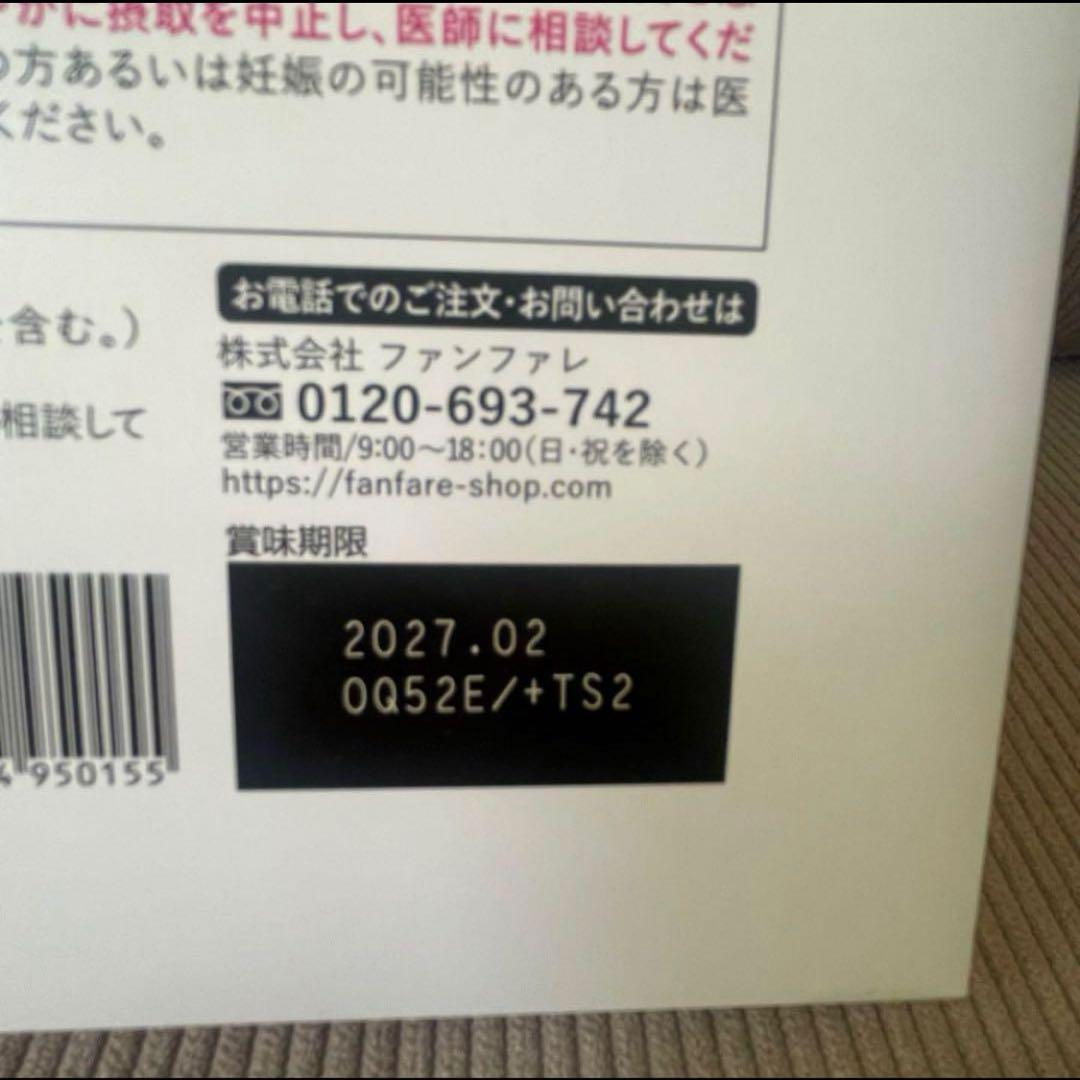 に摂取を中止し、医師に相談してくだ
方あるいは妊娠の可能性のある方は医
ください。
お電話でのご注文・お問い合わせは
含む。)
株式会社 ファンファレ
0120-693-742
相談して
営業時間/9:00～18:00(日・祝を除く)
https://fanfare-shop.com
賞味期限
2027.02
0Q52E/+TS2
950155